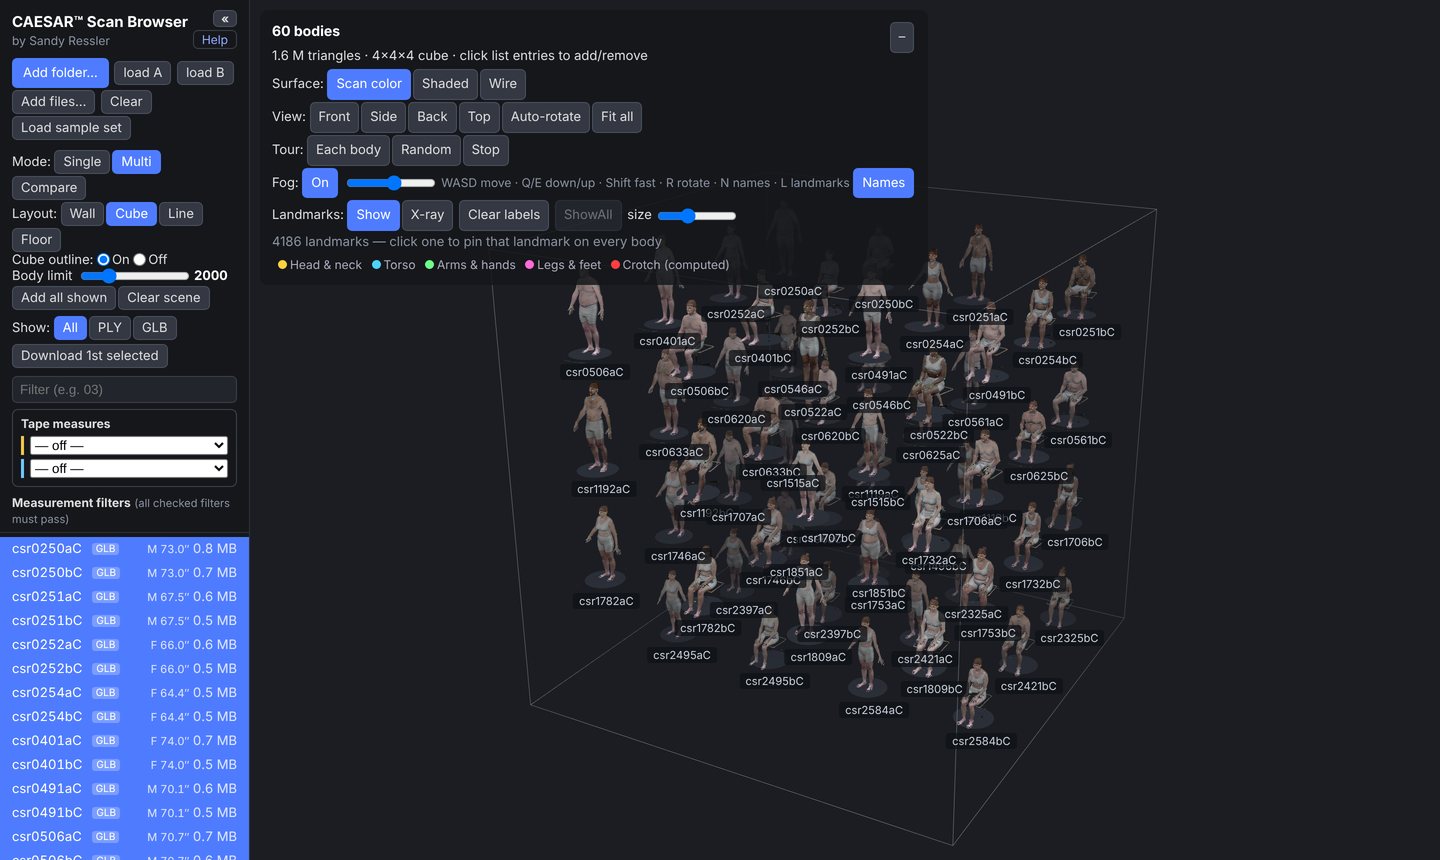 CAESAR™ Scan Browser
«
by Sandy Ressler
Help
Add folder...
load A
load B
Add files...
Clear
Load sample set
Mode:
Single
Multi
Compare
Layout:
Wall
Cube
Line
Floor
Cube outline:
On
Off
Body limit
2000
Add all shown
Clear scene
Show:
All
PLY
GLB
Download 1st selected
Filter (e.g. 03)
Tape measures
— off —
— off —
Measurement filters (all checked filters
must pass)
csr0250aC GLB M 73.0″ 0.8 MB
csr0250bC GLB M 73.0″ 0.7 MB
csr0251aC GLB M 67.5″ 0.6 MB
csr0251bC GLB M 67.5″ 0.5 MB
csr0252aC GLB F 66.0″ 0.6 MB
csr0252bC GLB F 66.0″ 0.5 MB
csr0254aC GLB F 64.4″ 0.5 MB
csr0254bC GLB F 64.4″ 0.5 MB
csr0401aC GLB F 74.0″ 0.7 MB
csr0401bC GLB F 74.0″ 0.5 MB
csr0491aC GLB M 70.1″ 0.6 MB
csr0491bC GLB M 70.1″ 0.5 MB
csr0506aC GLB M 70.7″ 0.7 MB
60 bodies
–
1.6 M triangles · 4×4×4 cube · click list entries to add/remove
Surface: Scan color Shaded Wire
View: Front Side Back Top Auto-rotate Fit all
Tour: Each body Random Stop
Fog: On WASD move · Q/E down/up · Shift fast · R rotate · N names · L landmarks Names
Landmarks: Show X-ray Clear labels ShowAll size
4186 landmarks — click one to pin that landmark on every body
Head & neck Torso Arms & hands Legs & feet Crotch (computed)
csr0250aC
csr0250bC
csr0252aC
csr0251aC
csr0252bC
csr0251bC
csr0401aC
csr0254aC
csr0401bC
csr0254bC
csr0506aC
csr0491aC
csr0506bC
csr0546aC
csr0491bC
csr0546bC
csr0522aC
csr0620aC
csr0561aC
csr0620bC
csr0522bC
csr0561bC
csr0633aC
csr0625aC
csr0633bC
csr0625bC
csr1515aC
csr1192aC
csr1515bC
csr1707aC
csr1706aC
csr1707bC
csr1706bC
csr1746aC
csr1732aC
csr1851aC
csr1732bC
csr1851bC
csr1782aC
csr1753aC
csr2397aC
csr2325aC
csr1782bC
csr2397bC
csr1753bC
csr2325bC
csr2495aC
csr1809aC
csr2421aC
csr2495bC
csr1809bC
csr2421bC
csr2584aC
csr2584bC